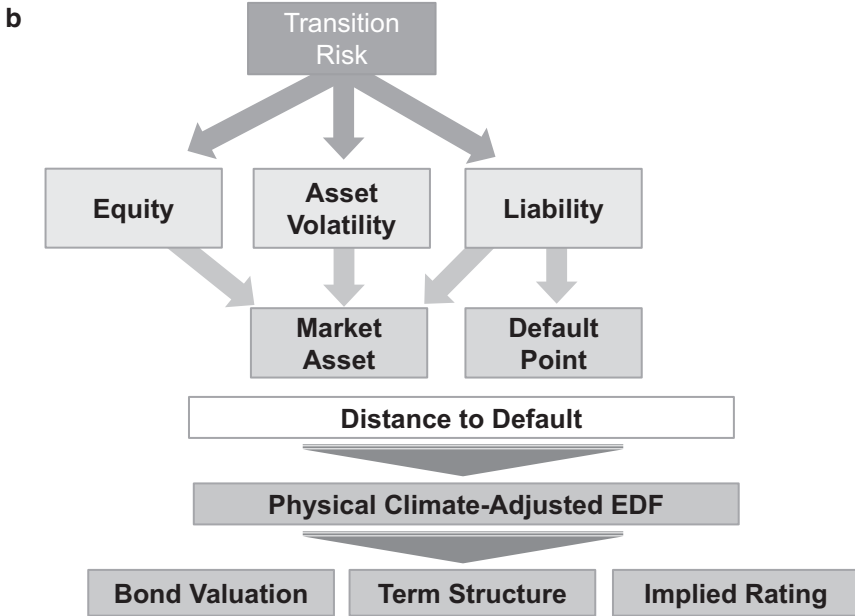 b
Transition
Risk
Equity
Asset
Volatility
Liability
Market
Asset
Default
Point
Distance to Default
Physical Climate-Adjusted EDF
Bond Valuation
Term Structure
Implied Rating